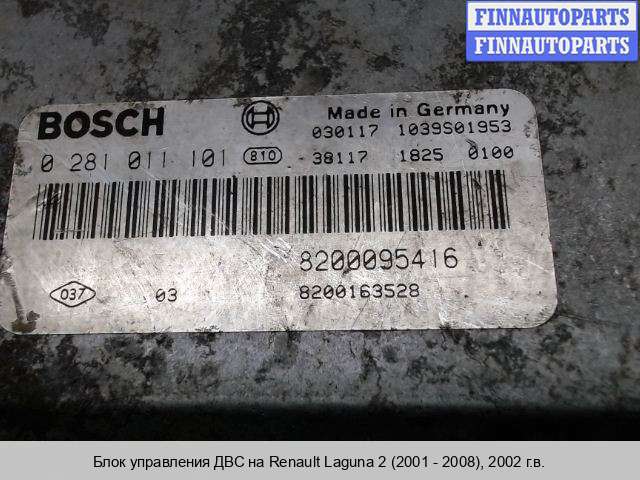 FINNAUTOPARTS
FINNAUTOPARTS
BOSCH
Made in Germany
030117 1039S01953
0 281 011 101 810 38117 1825 0100
8200095416
037 03 8200163528
Блок управления ДВС на Renault Laguna 2 (2001 - 2008), 2002 г.в.